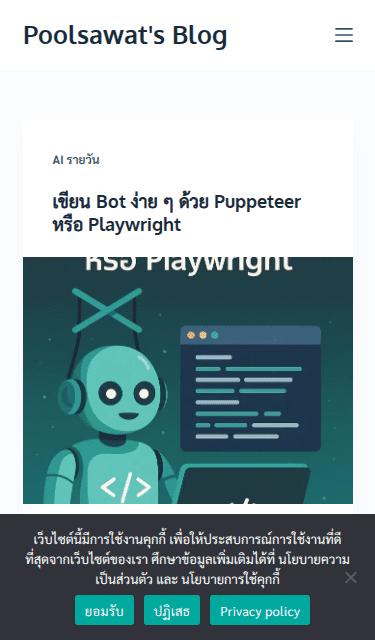 Poolsawat's Blog
AI รายวัน
เขียน Bot ง่าย ๆ ด้วย Puppeteer
หรือ Playwright
หรือ Playwright
</>
เว็บไซต์นี้มีการใช้งานคุกกี้ เพื่อให้ประสบการณ์การใช้งานที่ดี
ที่สุดจากเว็บไซต์ของเรา ศึกษาข้อมูลเพิ่มเติมได้ที่ นโยบายความ
เป็นส่วนตัว และ นโยบายการใช้คุกกี้
ยอมรับ ปฏิเสธ Privacy policy